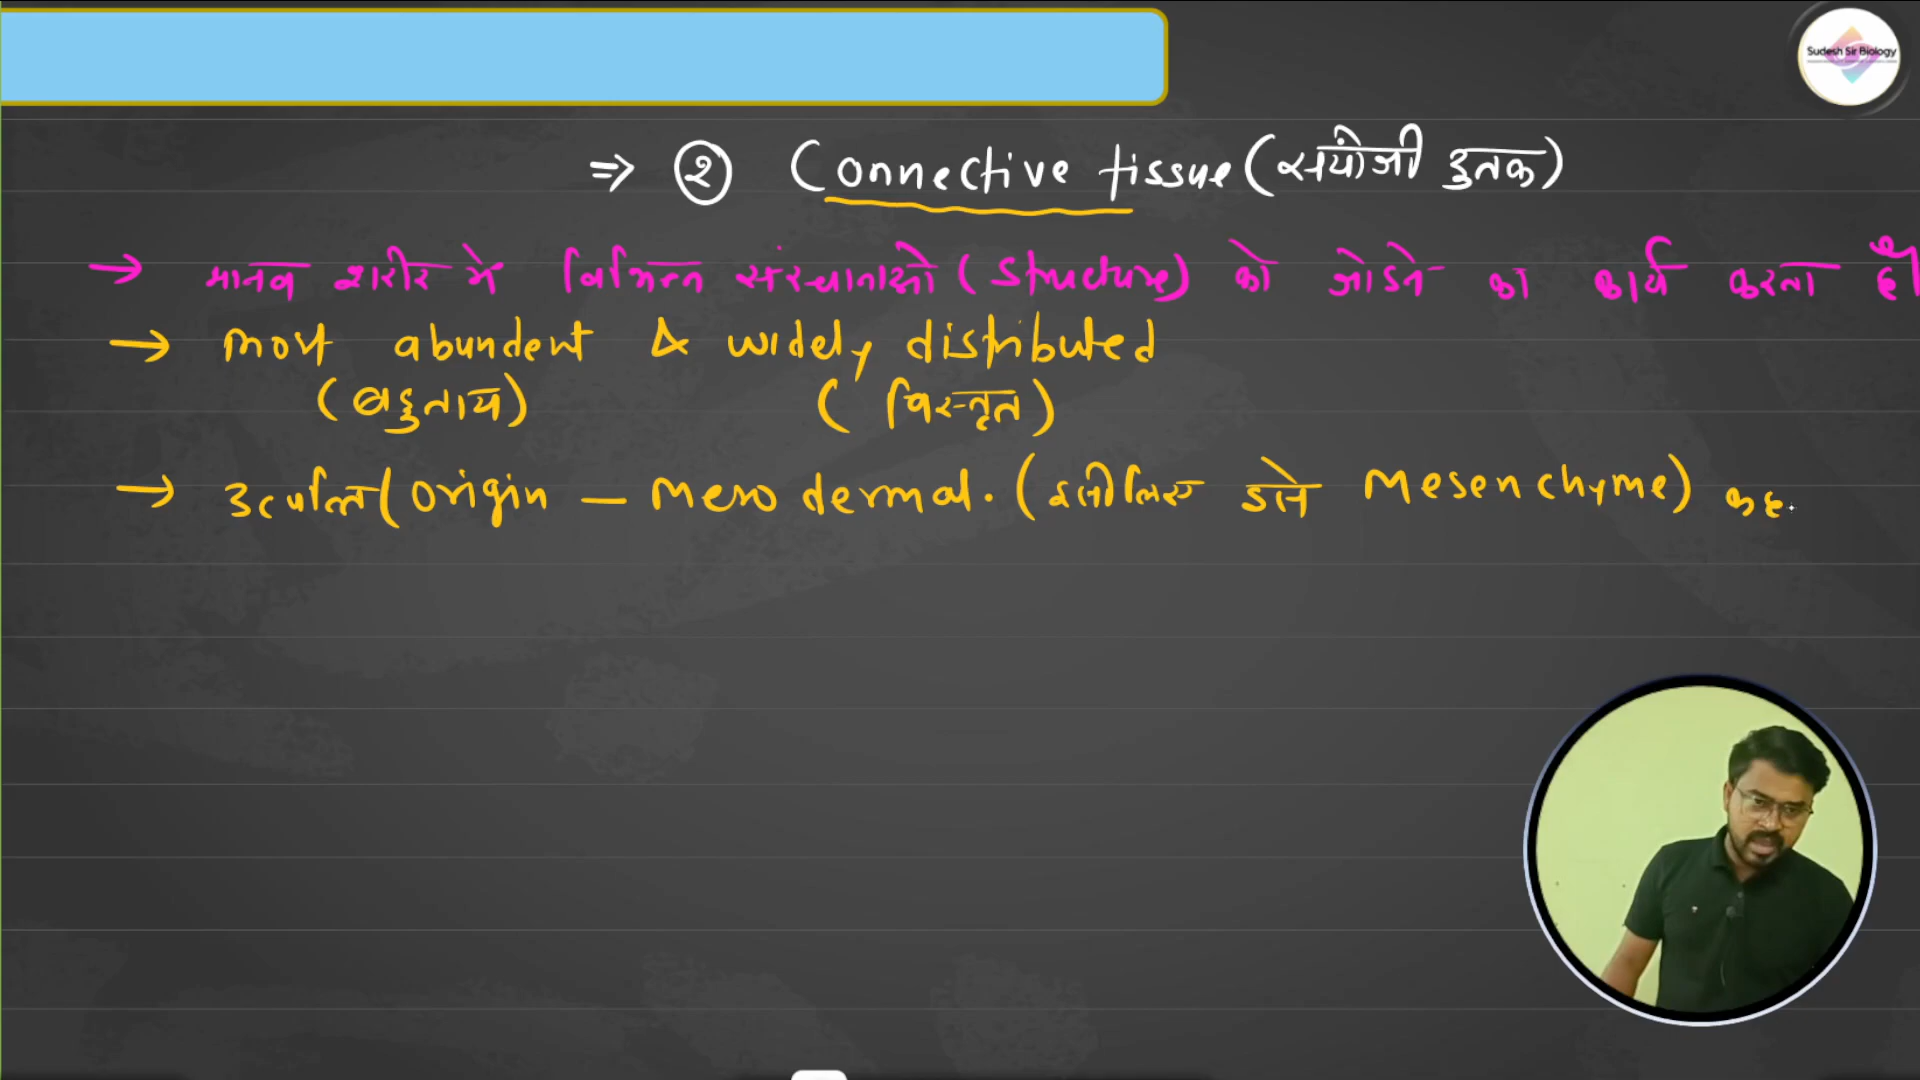 Sudesh Sir Biology
⇒ ② Connective tissue (संयोजी ऊतक)
→ मानव शरीर मे विभिन्न संरचनाओ (Structure) को जोडने का कार्य करता है।
→ most abundent & widely distributed
(बहुतायत) (विस्तृत)
→ उत्पत्ति (Origin – Mesodermal. (इसीलिए इसे Mesenchyme) कह